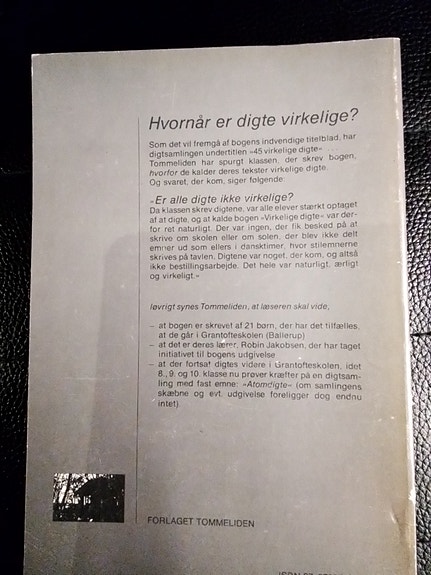 Hvornår er digte virkelige?
Som det vil fremgå af bogens indvendige titelblad, har
digtsamlingen undertitlen »45 virkelige digte« . . .
Tommeliden har spurgt klassen, der skrev bogen,
hvorfor de kalder deres tekster virkelige digte.
Og svaret, der kom, siger følgende:
»Er alle digte ikke virkelige?
Da klassen skrev digtene, var alle elever stærkt optaget
af at digte, og at kalde bogen »Virkelige digte« var der-
for ret naturligt. Der var ingen, der fik besked på at
skrive om skolen eller om solen, der blev ikke delt
emner ud som ellers i dansktimer, hvor stilemnerne
skrives på tavlen. Digtene var noget, der kom, og altså
ikke bestillingsarbejde. Det hele var naturligt, ærligt
og virkeligt.«
Iøvrigt synes Tommeliden, at læseren skal vide,
– at bogen er skrevet af 21 børn, der har det tilfælles,
at de går i Grantofteskolen (Ballerup)
– at det er deres lærer, Robin Jakobsen, der har taget
initiativet til bogens udgivelse
– at der fortsat digtes videre i Grantofteskolen, idet
8., 9. og 10. klasse nu prøver kræfter på en digtsam-
ling med fast emne: »Atomdigte« (om samlingens
skæbne og evt. udgivelse foreligger dog endnu
intet)
FORLAGET TOMMELIDEN
ISBN 87